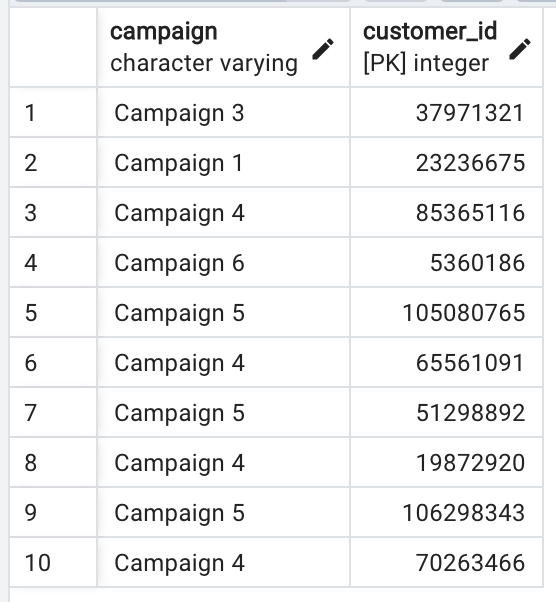 campaign customer_id
character varying [PK] integer
1 Campaign 3 37971321
2 Campaign 1 23236675
3 Campaign 4 85365116
4 Campaign 6 5360186
5 Campaign 5 105080765
6 Campaign 4 65561091
7 Campaign 5 51298892
8 Campaign 4 19872920
9 Campaign 5 106298343
10 Campaign 4 70263466